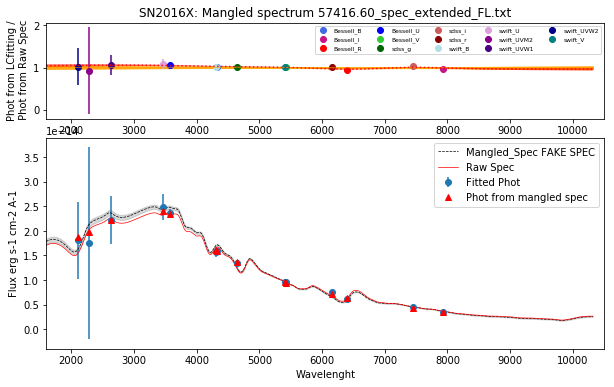 SN2016X: Mangled spectrum 57416.60_spec_extended_FL.txt
Phot from LCfitting /
Phot from Raw Spec
2
1
0
Bessell_B
Bessell_I
Bessell_R
Bessell_U
Bessell_V
sdss_g
sdss_i
sdss_r
swift_B
swift_U
swift_UVM2
swift_UVW1
swift_UVW2
swift_V
2000 3000 4000 5000 6000 7000 8000 9000 10000
1e−14
Flux erg s-1 cm-2 A-1
3.5
3.0
2.5
2.0
1.5
1.0
0.5
0.0
Mangled_Spec FAKE SPEC
Raw Spec
Fitted Phot
Phot from mangled spec
2000 3000 4000 5000 6000 7000 8000 9000 10000
Wavelenght